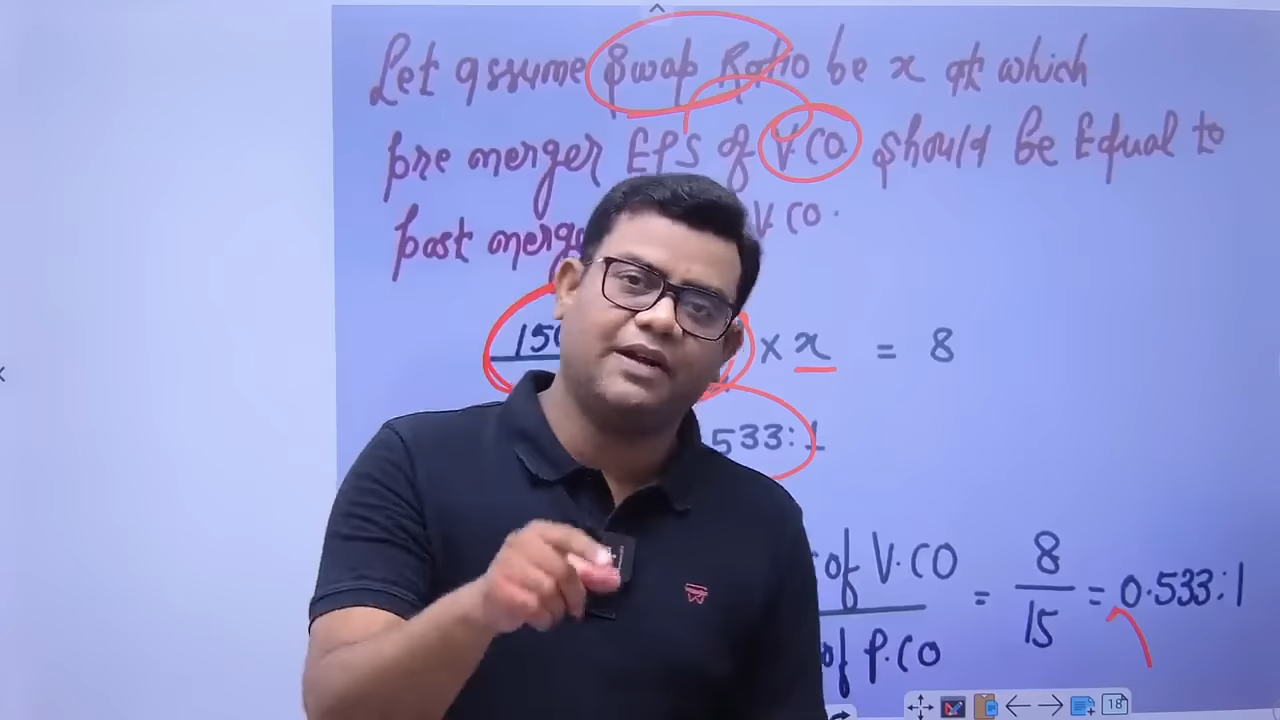 Let assume Swap Ratio be x at which
pre merger EPS of V.CO should be Equal to
post V.CO.
x x = 8
533:1
of V.CO
of P.CO
= 8/15 = 0.533:1
18